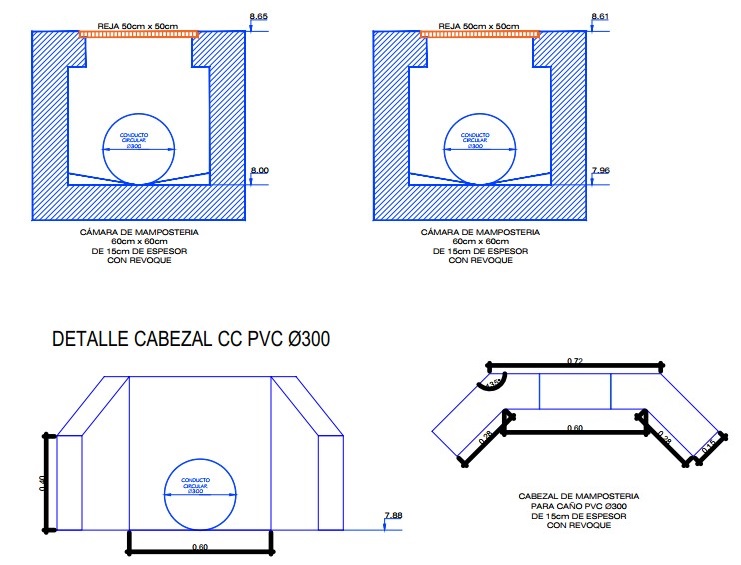 REJA 50cm x 50cm
8.65
CONDUCTO
CIRCULAR
Ø300
8.00
CÁMARA DE MAMPOSTERIA
60cm x 60cm
DE 15cm DE ESPESOR
CON REVOQUE
REJA 50cm x 50cm
8.61
CONDUCTO
CIRCULAR
Ø300
7.96
CÁMARA DE MAMPOSTERIA
60cm x 60cm
DE 15cm DE ESPESOR
CON REVOQUE
DETALLE CABEZAL CC PVC Ø300
0.40
CONDUCTO
CIRCULAR
Ø300
7.88
0.60
0.72
135°
0.28
0.60
0.28
0.15
CABEZAL DE MAMPOSTERIA
PARA CAÑO PVC Ø300
DE 15cm DE ESPESOR
CON REVOQUE